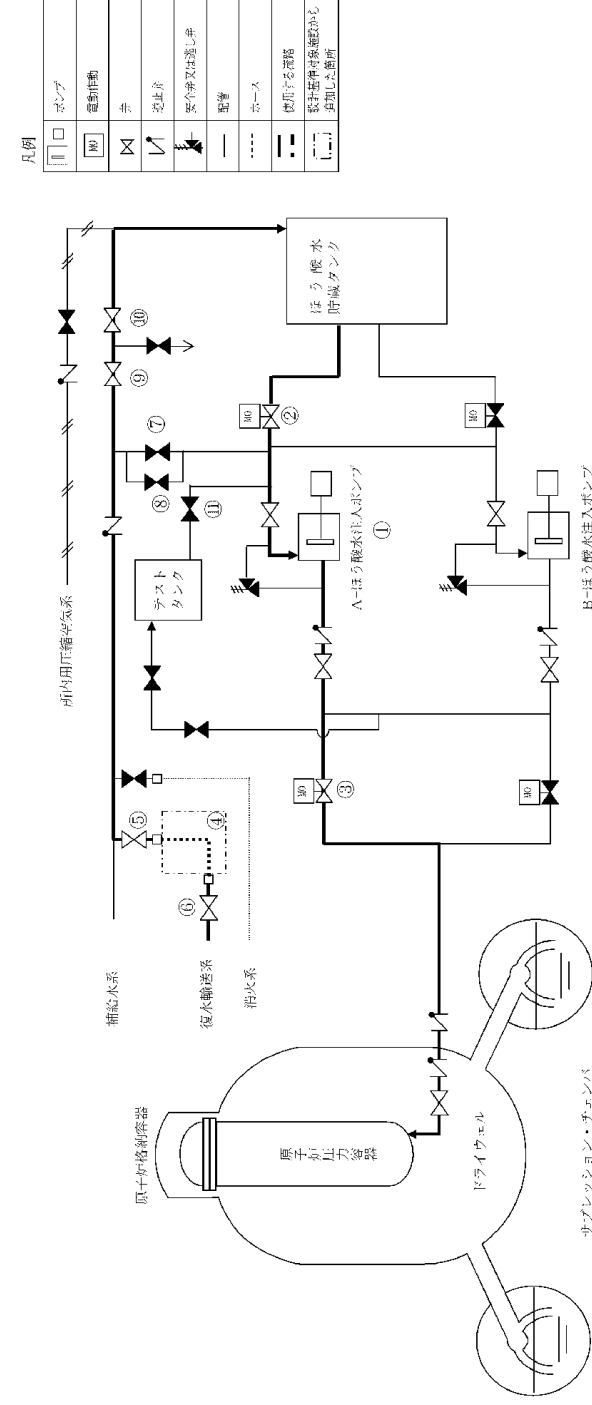 凡例
ポンプ
MO
電動作動
弁
逆止弁
安全弁又は逃し弁
配管
ホース
使用する流路
設計基準対象施設から
追加した箇所
所内用圧縮空気系
⑩
⑨
⑦
⑧
⑪
ほう酸水
貯蔵タンク
MO
②
MO
テスト
タンク
A-ほう酸水注入ポンプ
①
B-ほう酸水注入ポンプ
MO
③
MO
⑤
④
⑥
補給水系
復水輸送系
消火系
原子炉格納容器
原子炉
圧力
容器
ドライウェル
サプレッション・チェンバ